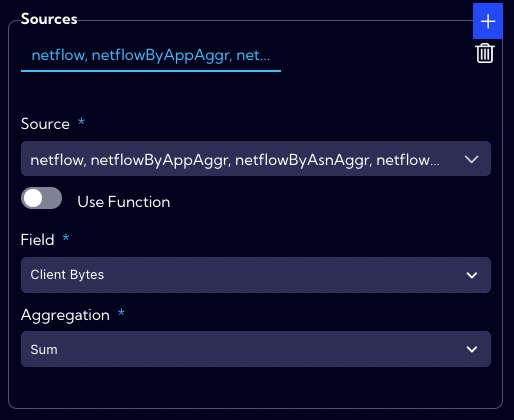 Sources
netflow, netflowByAppAggr, net...
Source *
netflow, netflowByAppAggr, netflowByAsnAggr, netflow...
Use Function
Field *
Client Bytes
Aggregation *
Sum